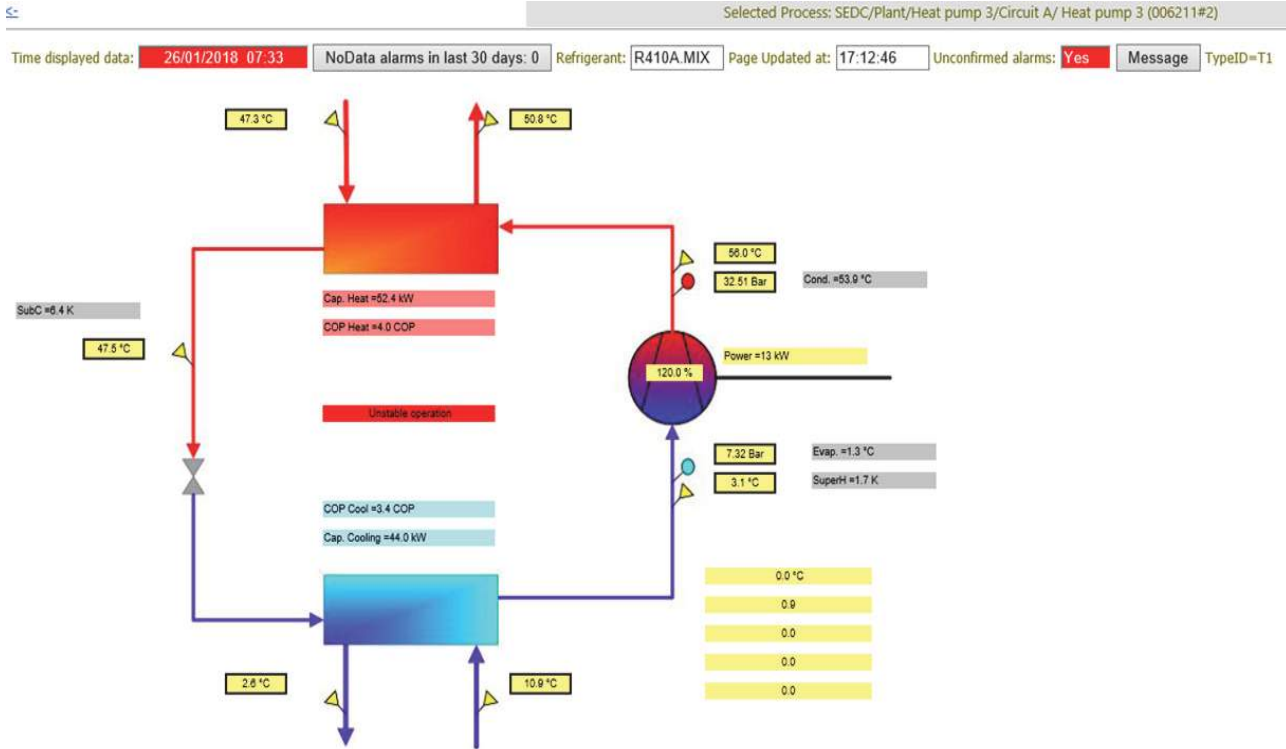 <-
Selected Process: SEDC/Plant/Heat pump 3/Circuit A/ Heat pump 3 (006211#2)
Time displayed data: 26/01/2018 07:33 NoData alarms in last 30 days: 0 Refrigerant: R410A.MIX Page Updated at: 17:12:46 Unconfirmed alarms: Yes Message TypeID=T1
47.3 °C
50.8 °C
56.0 °C
32.51 Bar
Cond. =53.9 °C
Cap. Heat =52.4 kW
SubC =6.4 K
COP Heat =4.0 COP
47.5 °C
Power =13 kW
120.0 %
Unstable operation
7.32 Bar
Evap. =1.3 °C
3.1 °C
SuperH =1.7 K
COP Cool =3.4 COP
Cap. Cooling =44.0 kW
0.0 °C
0.9
0.0
0.0
0.0
2.6 °C
10.9 °C